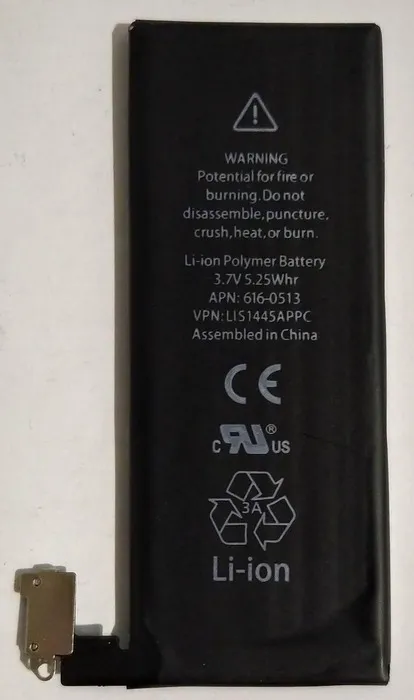 WARNING
Potential for fire or
burning. Do not
disassemble, puncture,
crush, heat, or burn.
Li-ion Polymer Battery
3.7V 5.25Whr
APN: 616-0513
VPN: LIS1445APPC
Assembled in China
CE
c RU® US
3A
Li-ion